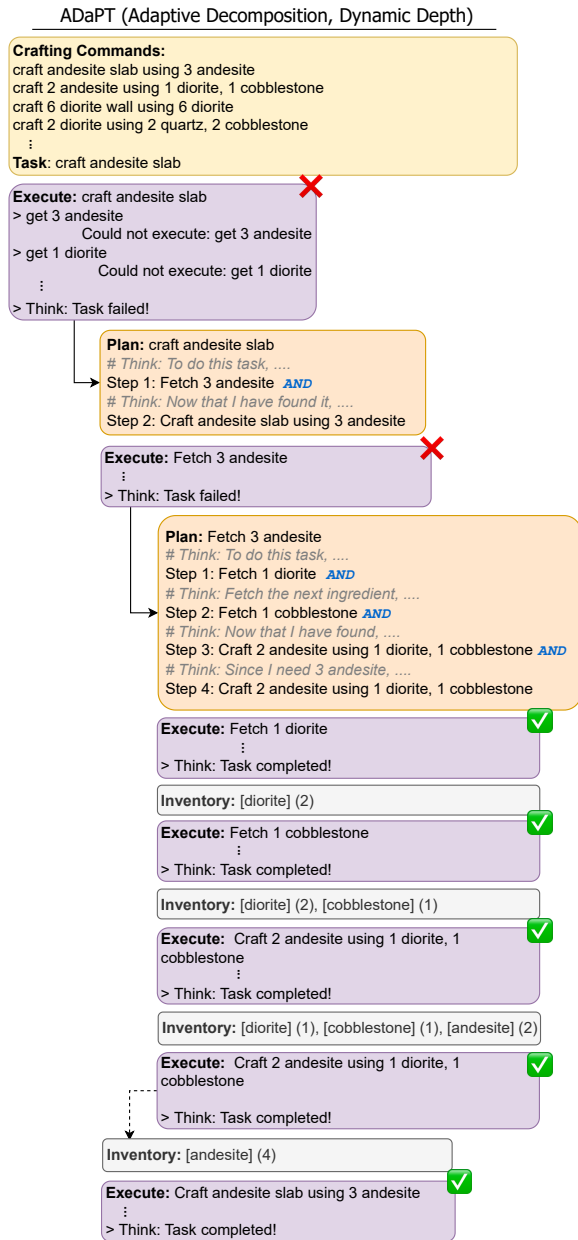 ADaPT (Adaptive Decomposition, Dynamic Depth)
Crafting Commands:
craft andesite slab using 3 andesite
craft 2 andesite using 1 diorite, 1 cobblestone
craft 6 diorite wall using 6 diorite
craft 2 diorite using 2 quartz, 2 cobblestone
⋮
Task: craft andesite slab
Execute: craft andesite slab
> get 3 andesite
Could not execute: get 3 andesite
> get 1 diorite
Could not execute: get 1 diorite
⋮
> Think: Task failed!
Plan: craft andesite slab
# Think: To do this task, ....
Step 1: Fetch 3 andesite AND
# Think: Now that I have found it, ....
Step 2: Craft andesite slab using 3 andesite
Execute: Fetch 3 andesite
⋮
> Think: Task failed!
Plan: Fetch 3 andesite
# Think: To do this task, ....
Step 1: Fetch 1 diorite AND
# Think: Fetch the next ingredient, ....
Step 2: Fetch 1 cobblestone AND
# Think: Now that I have found, ....
Step 3: Craft 2 andesite using 1 diorite, 1 cobblestone AND
# Think: Since I need 3 andesite, ....
Step 4: Craft 2 andesite using 1 diorite, 1 cobblestone
Execute: Fetch 1 diorite
⋮
> Think: Task completed!
Inventory: [diorite] (2)
Execute: Fetch 1 cobblestone
⋮
> Think: Task completed!
Inventory: [diorite] (2), [cobblestone] (1)
Execute: Craft 2 andesite using 1 diorite, 1
cobblestone
⋮
> Think: Task completed!
Inventory: [diorite] (1), [cobblestone] (1), [andesite] (2)
Execute: Craft 2 andesite using 1 diorite, 1
cobblestone
> Think: Task completed!
Inventory: [andesite] (4)
Execute: Craft andesite slab using 3 andesite
⋮
> Think: Task completed!